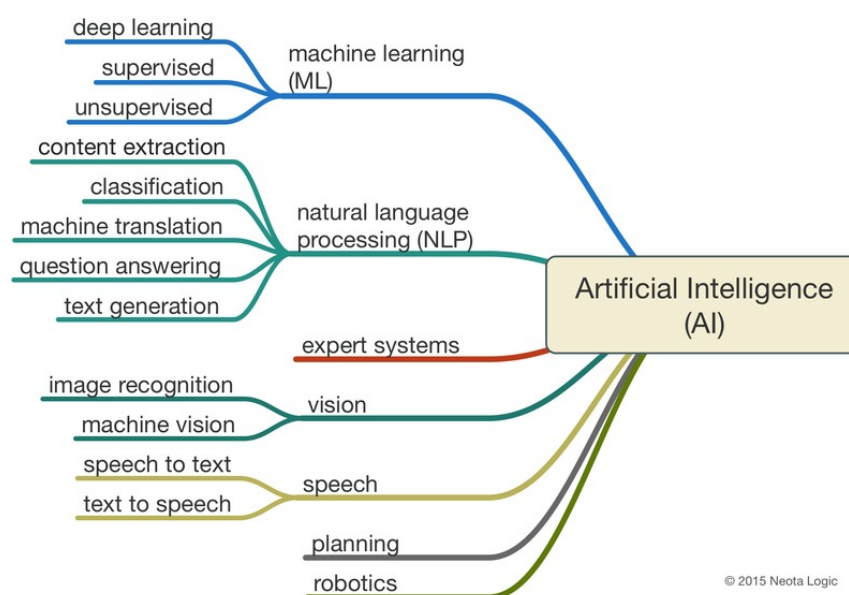 deep learning
supervised
unsupervised
machine learning
(ML)
content extraction
classification
machine translation
question answering
text generation
natural language
processing (NLP)
expert systems
image recognition
machine vision
vision
speech to text
text to speech
speech
planning
robotics
Artificial Intelligence
(AI)
© 2015 Neota Logic